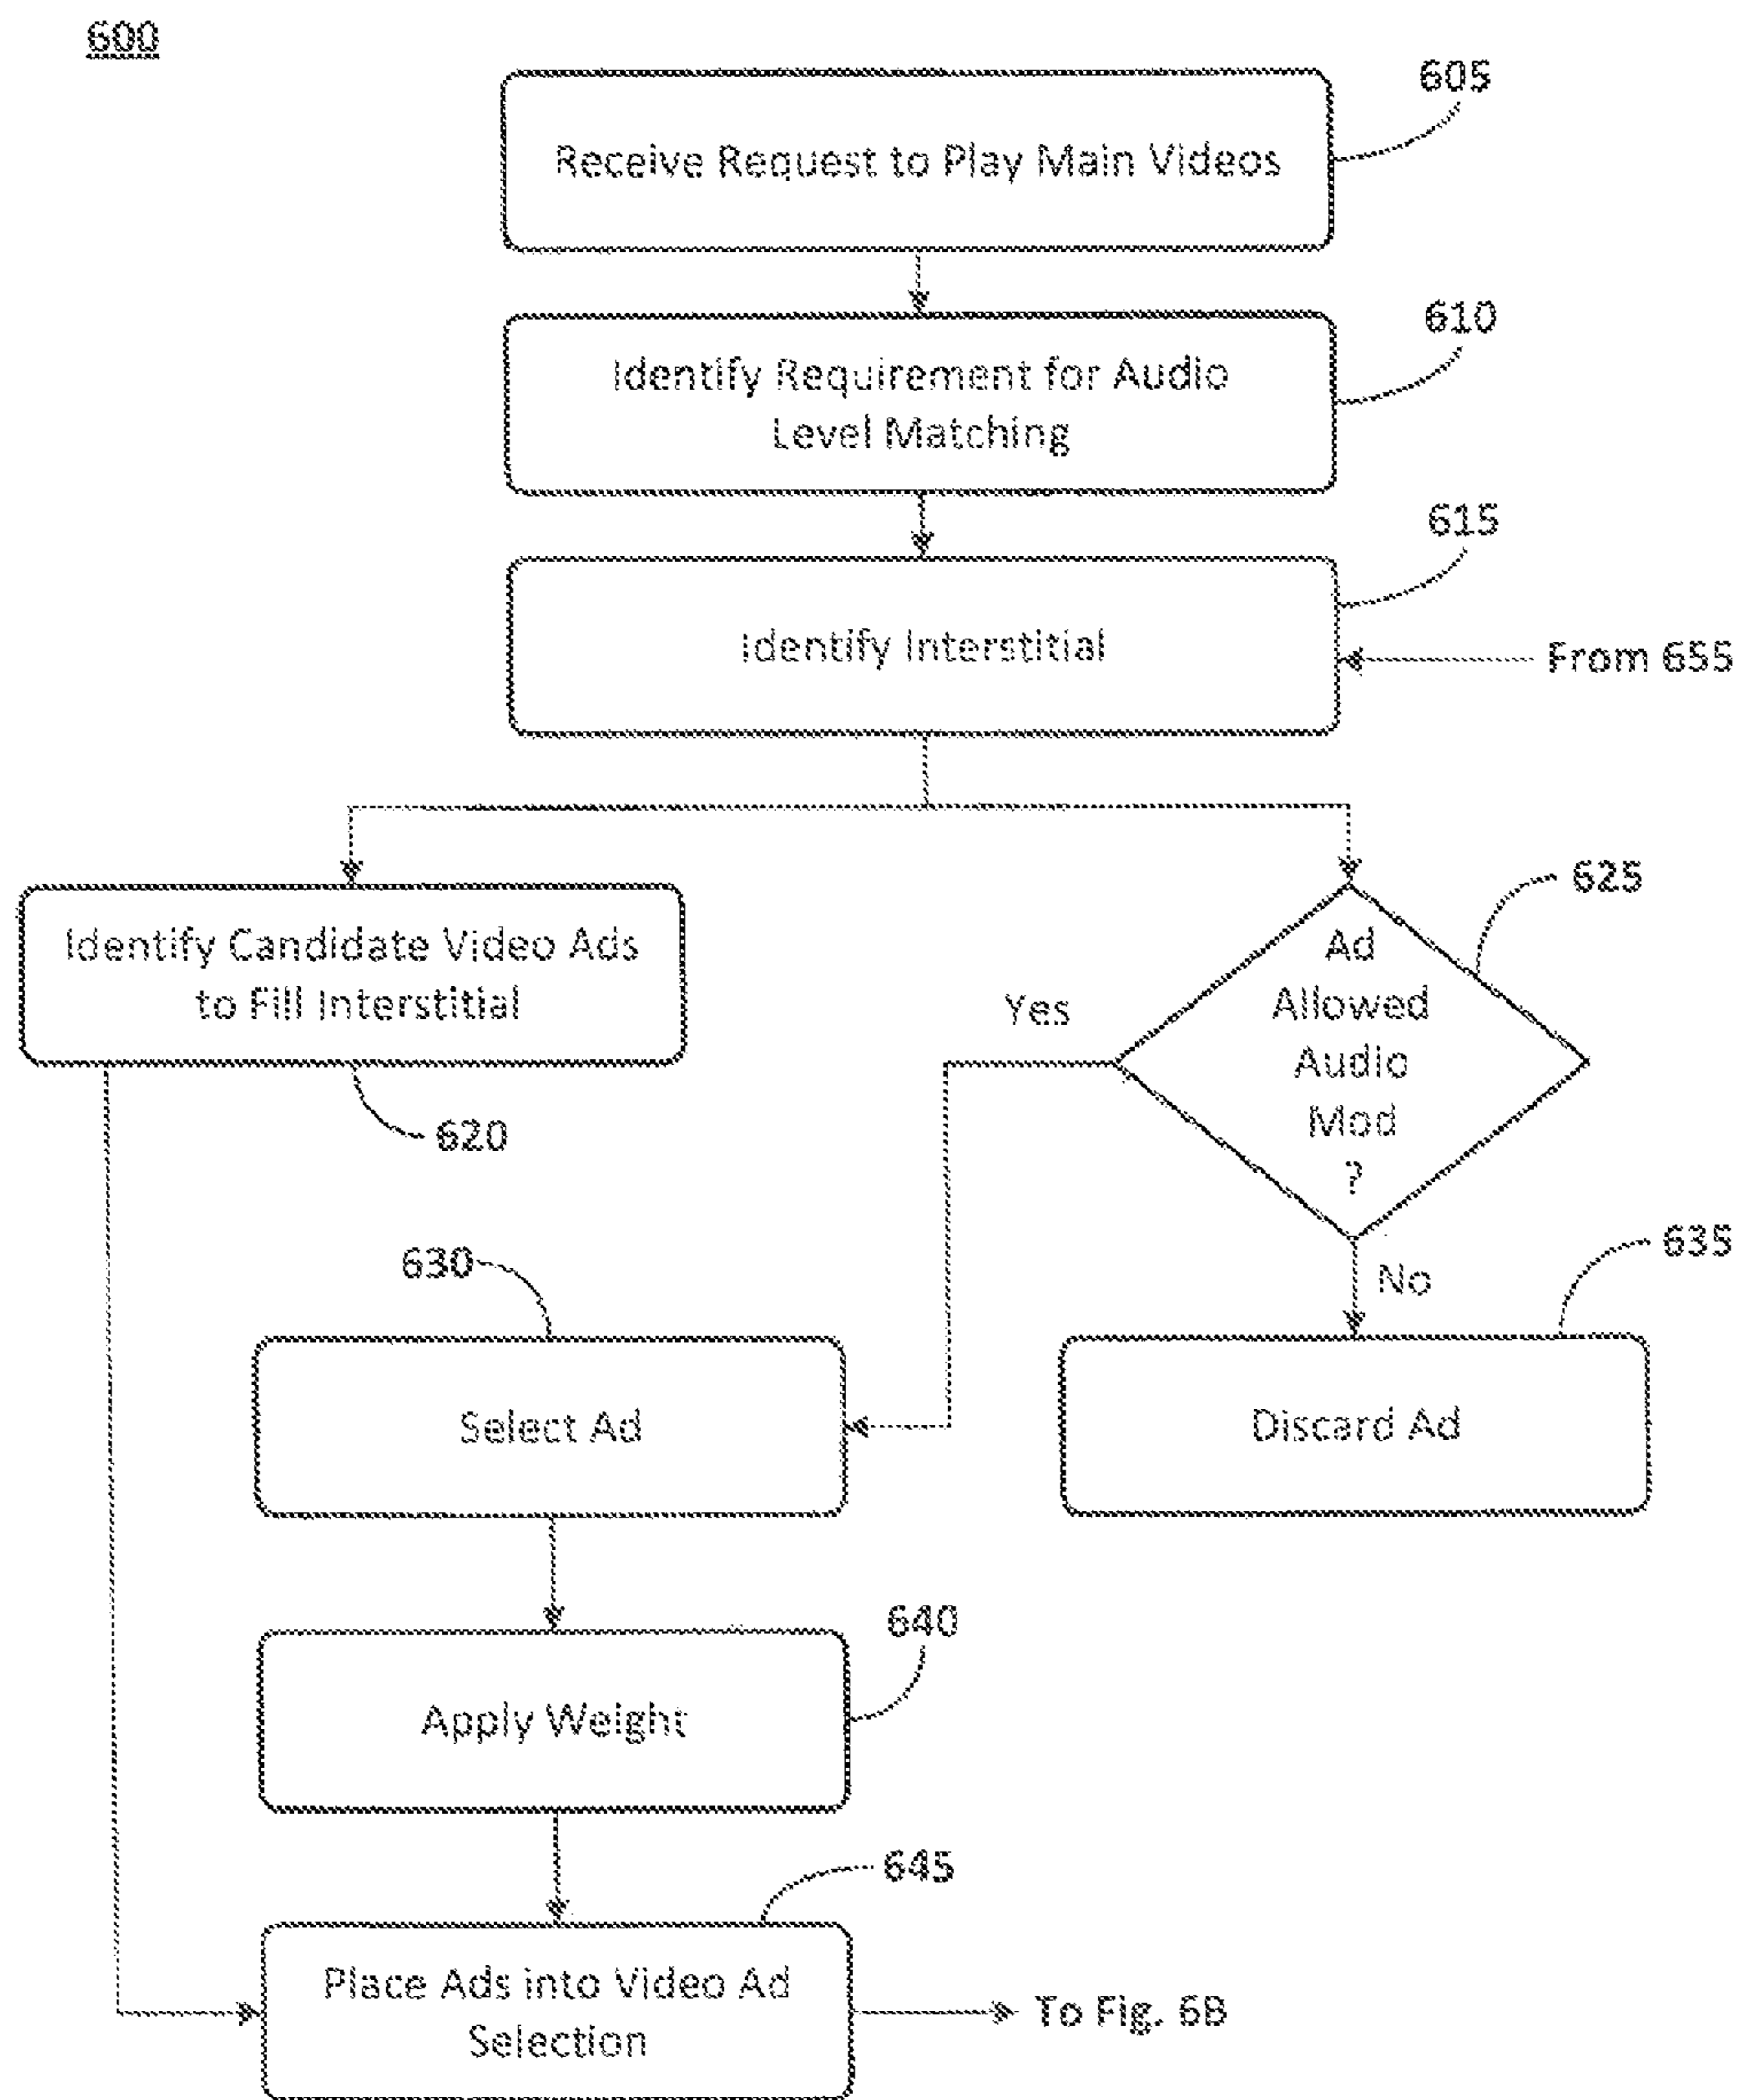 600
605
Receive Request to Play Main Videos
610
Identify Requirement for Audio
Level Matching
615
Identify Interstitial
From 655
Identify Candidate Video Ads
to Fill Interstitial
620
625
Ad
Allowed
Audio
Mod
?
Yes
No
630
Select Ad
635
Discard Ad
640
Apply Weight
645
Place Ads into Video Ad
Selection
To Fig. 6B